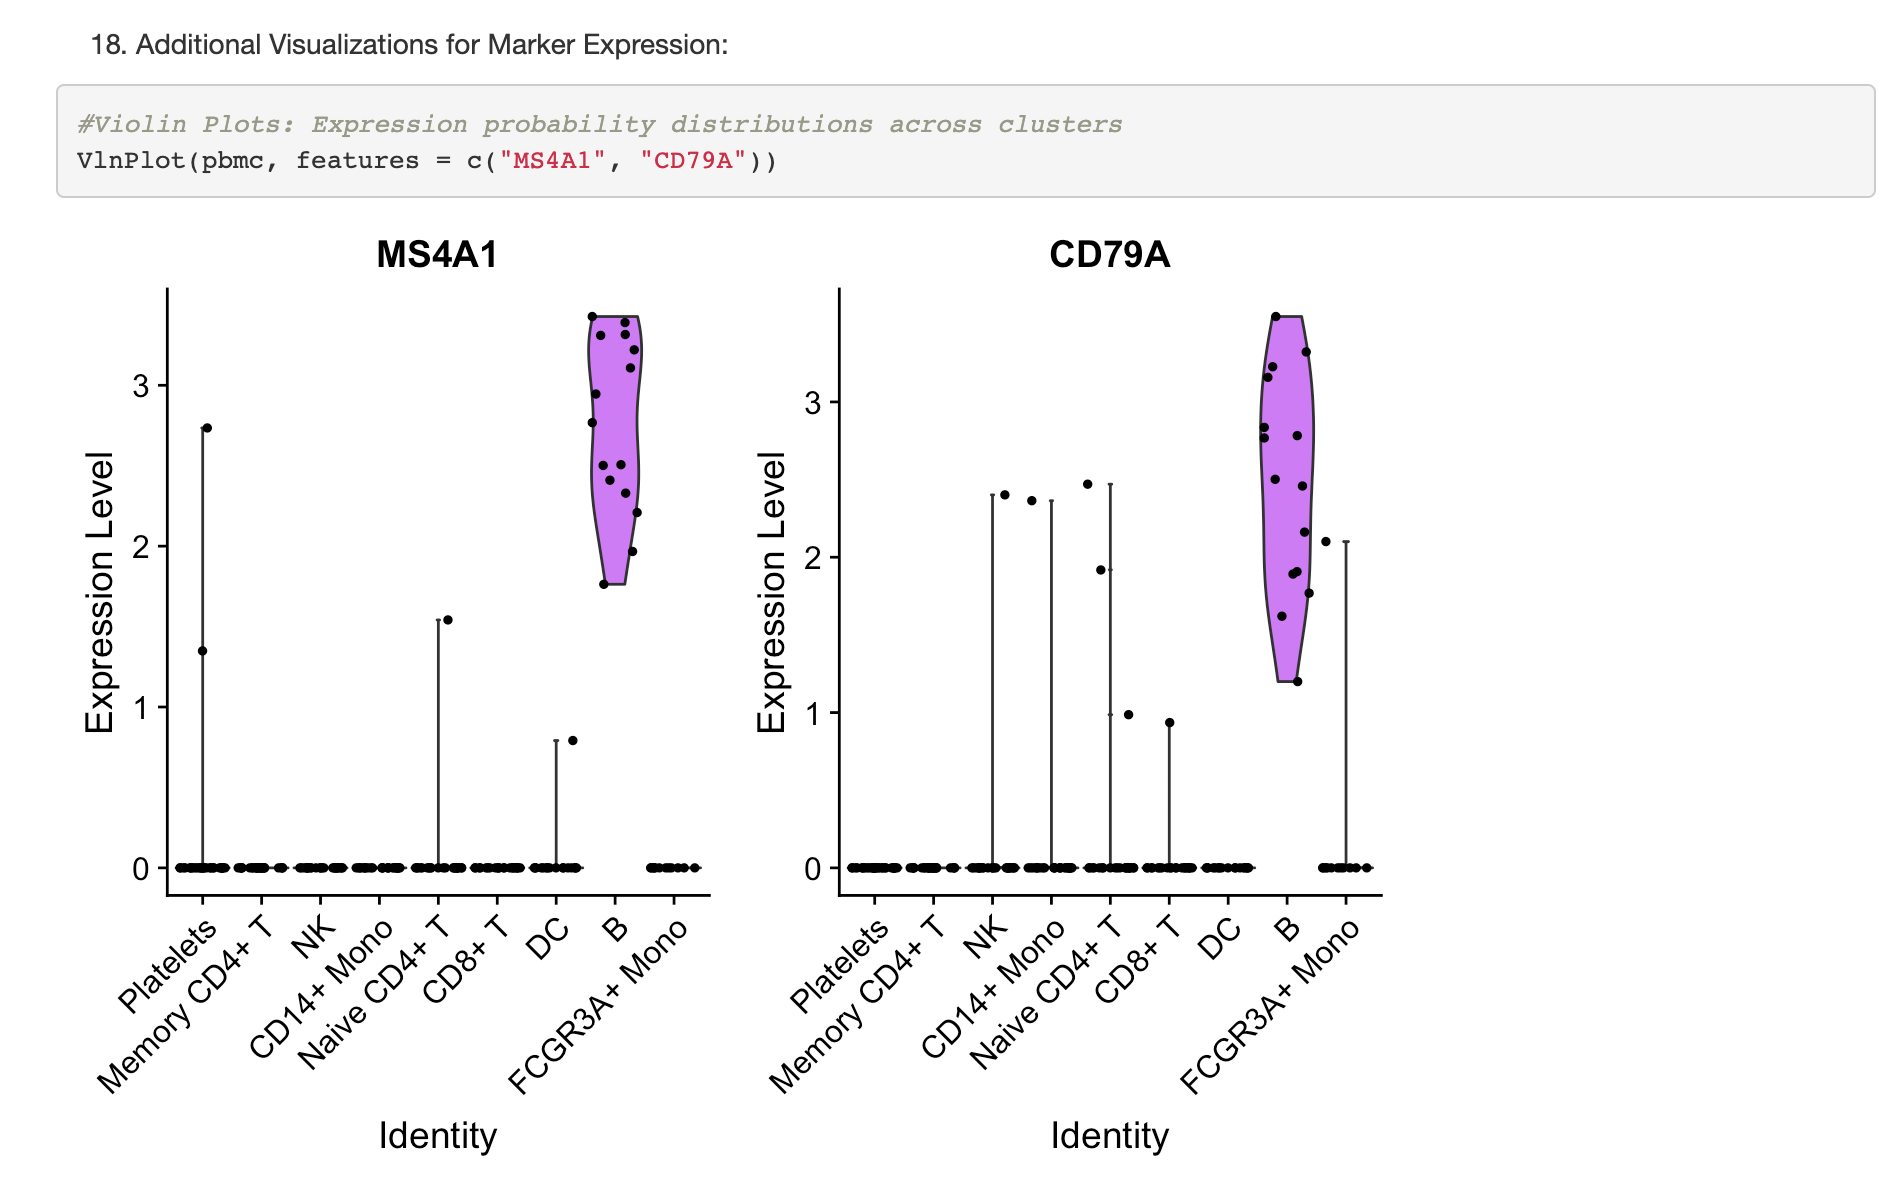 18. Additional Visualizations for Marker Expression:
#Violin Plots: Expression probability distributions across clusters
VlnPlot(pbmc, features = c("MS4A1", "CD79A"))
MS4A1
Expression Level
3
2
1
0
Platelets
Memory CD4+ T
NK
CD14+ Mono
Naive CD4+ T
CD8+ T
DC
B
FCGR3A+ Mono
Identity
CD79A
Expression Level
3
2
1
0
Platelets
Memory CD4+ T
NK
CD14+ Mono
Naive CD4+ T
CD8+ T
DC
B
FCGR3A+ Mono
Identity